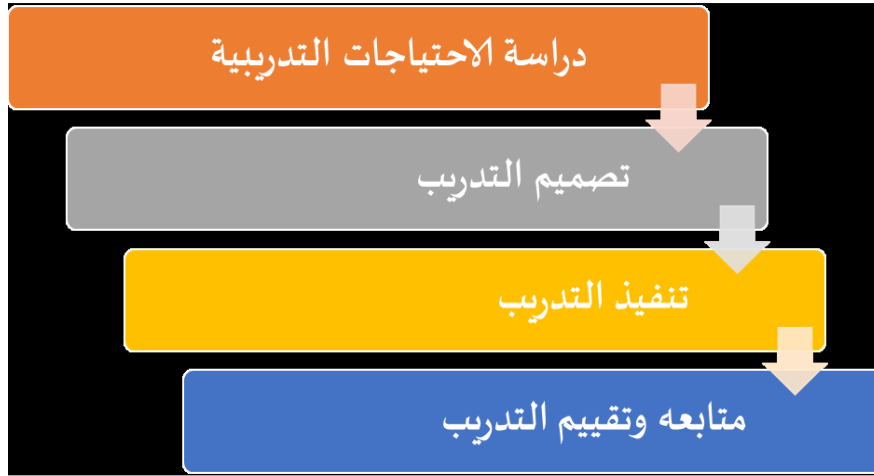 دراسة الاحتياجات التدريبية
تصميم التدريب
تنفيذ التدريب
متابعه وتقييم التدريب